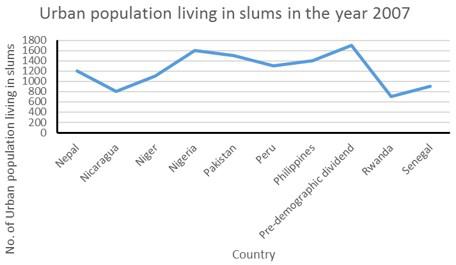 Urban population living in slums in the year 2007
No. of Urban population living in slums
1800
1600
1400
1200
1000
800
600
400
200
0
Nepal
Nicaragua
Niger
Nigeria
Pakistan
Peru
Philippines
Pre-demographic dividend
Rwanda
Senegal
Country